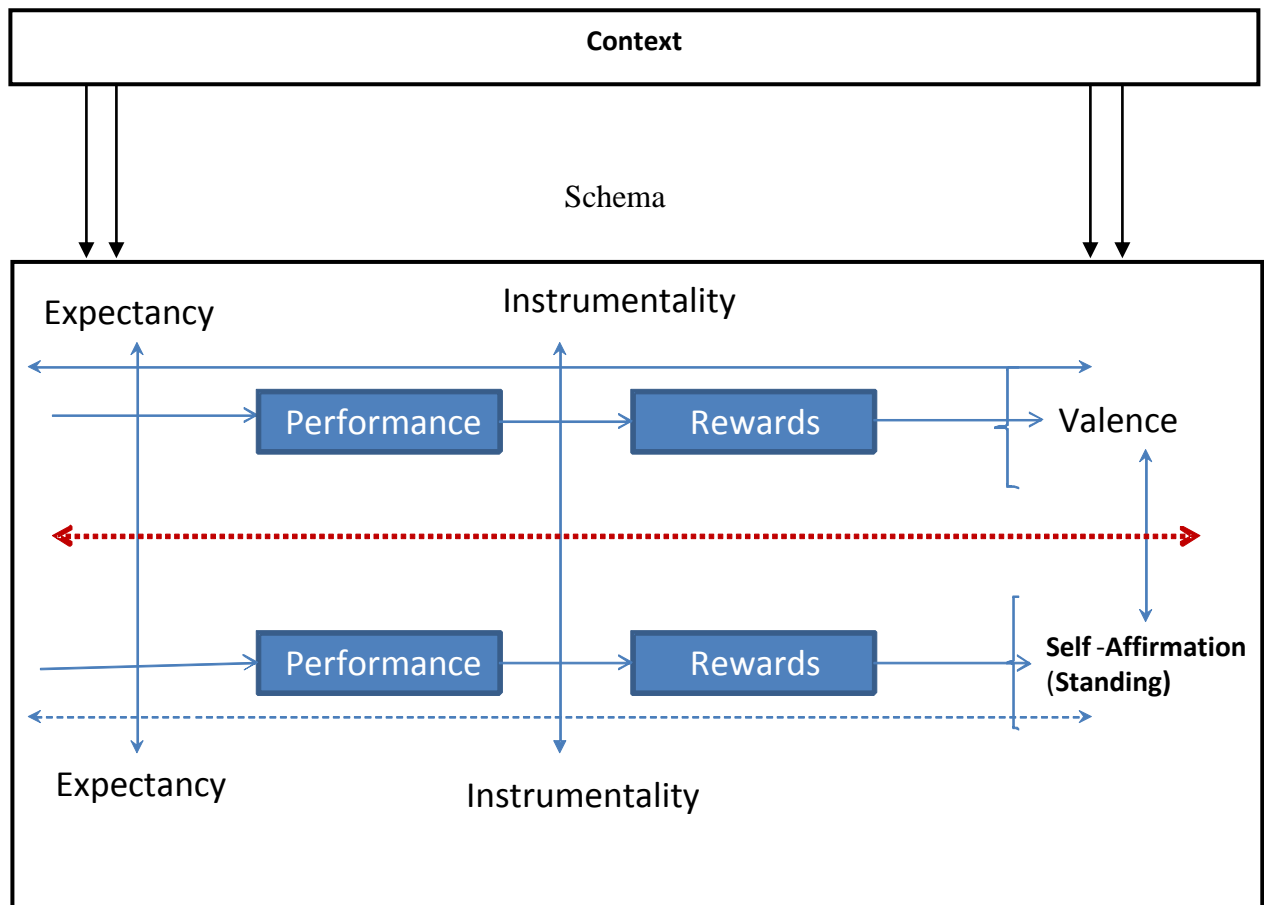 Context
Schema
Expectancy
Instrumentality
Performance
Rewards
Valence
Performance
Rewards
Self -Affirmation
(Standing)
Expectancy
Instrumentality